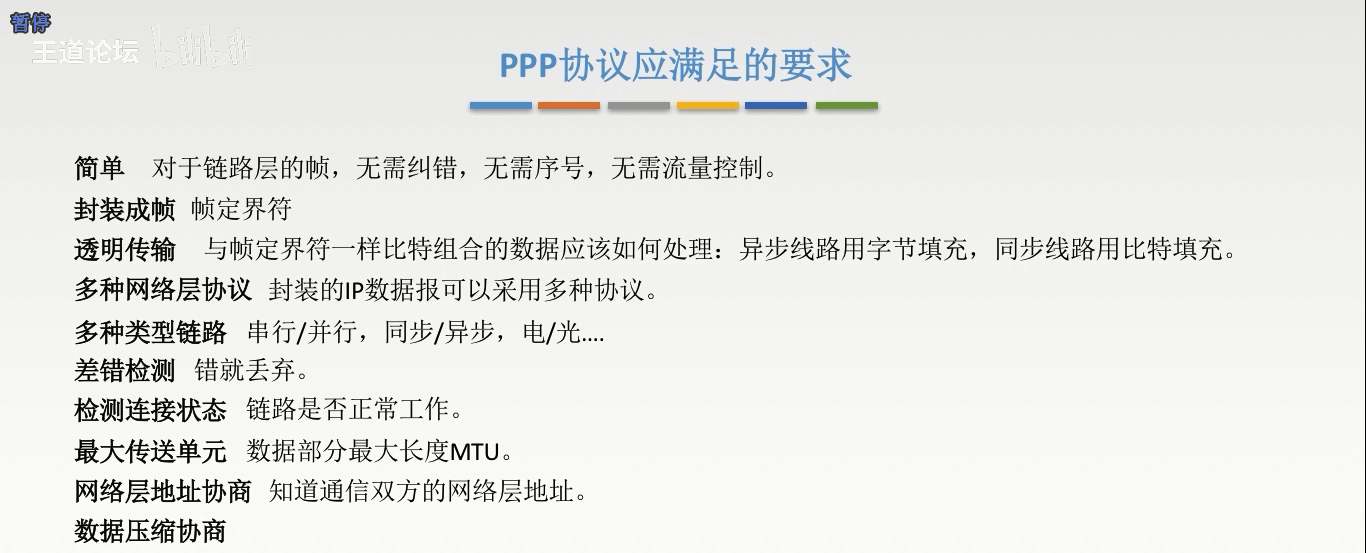 暂停
王道论坛 bilibili
PPP协议应满足的要求
简单 对于链路层的帧，无需纠错，无需序号，无需流量控制。
封装成帧 帧定界符
透明传输 与帧定界符一样比特组合的数据应该如何处理：异步线路用字节填充，同步线路用比特填充。
多种网络层协议 封装的IP数据报可以采用多种协议。
多种类型链路 串行/并行，同步/异步，电/光....
差错检测 错就丢弃。
检测连接状态 链路是否正常工作。
最大传送单元 数据部分最大长度MTU。
网络层地址协商 知道通信双方的网络层地址。
数据压缩协商